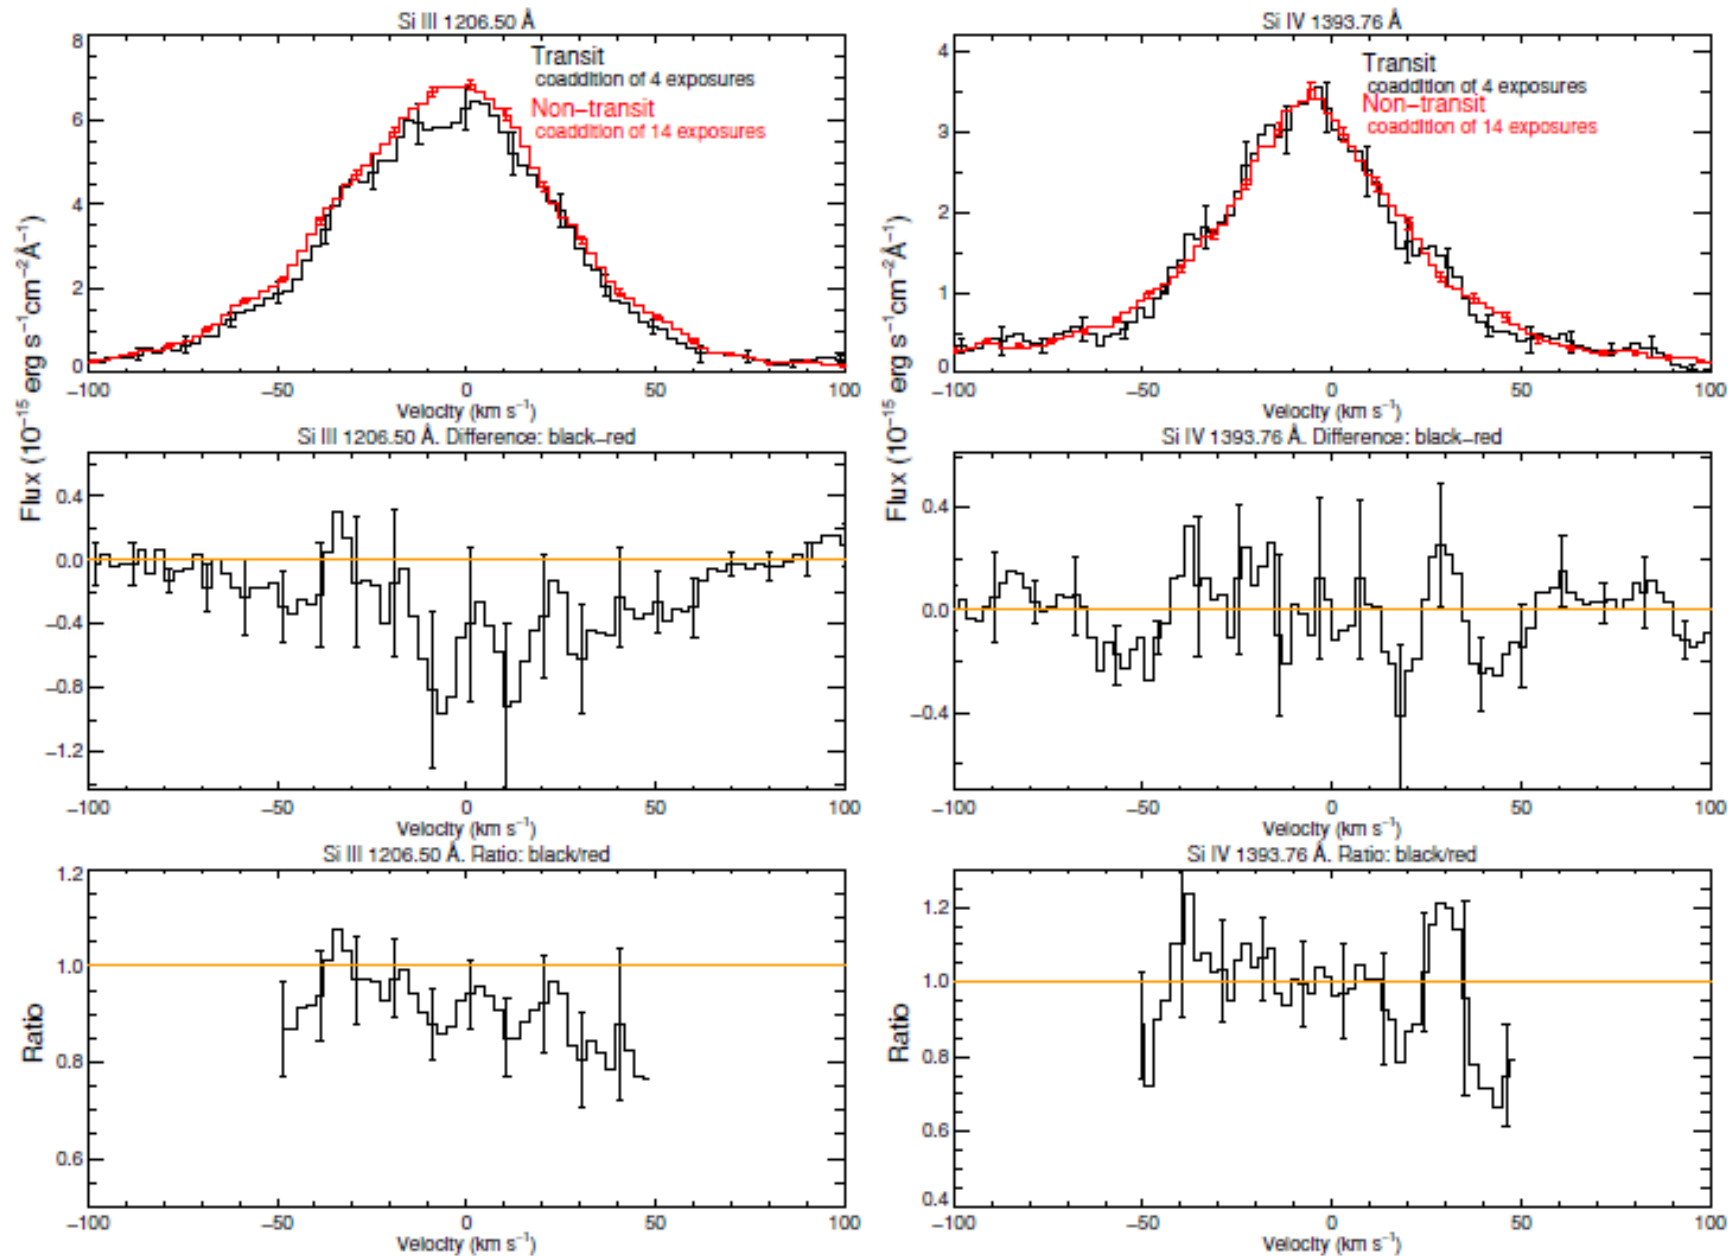 Si III 1206.50 Å
Transit
coaddition of 4 exposures
Non-transit
coaddition of 14 exposures
8
6
4
2
0
-100
-50
0
50
100
Velocity (km s⁻¹)
Si IV 1393.76 Å
Transit
coaddition of 4 exposures
Non-transit
coaddition of 14 exposures
4
3
2
1
0
-100
-50
0
50
100
Velocity (km s⁻¹)
Flux (10⁻¹⁵ erg s⁻¹cm⁻²Å⁻¹)
Si III 1206.50 Å. Difference: black-red
0.4
0.0
-0.4
-0.8
-1.2
-100
-50
0
50
100
Velocity (km s⁻¹)
Flux (10⁻¹⁵ erg s⁻¹cm⁻²Å⁻¹)
Si IV 1393.76 Å. Difference: black-red
0.4
0.0
-0.4
-100
-50
0
50
100
Velocity (km s⁻¹)
Si III 1206.50 Å. Ratio: black/red
1.2
1.0
0.8
0.6
Ratio
-100
-50
0
50
100
Velocity (km s⁻¹)
Si IV 1393.76 Å. Ratio: black/red
1.2
1.0
0.8
0.6
0.4
Ratio
-100
-50
0
50
100
Velocity (km s⁻¹)